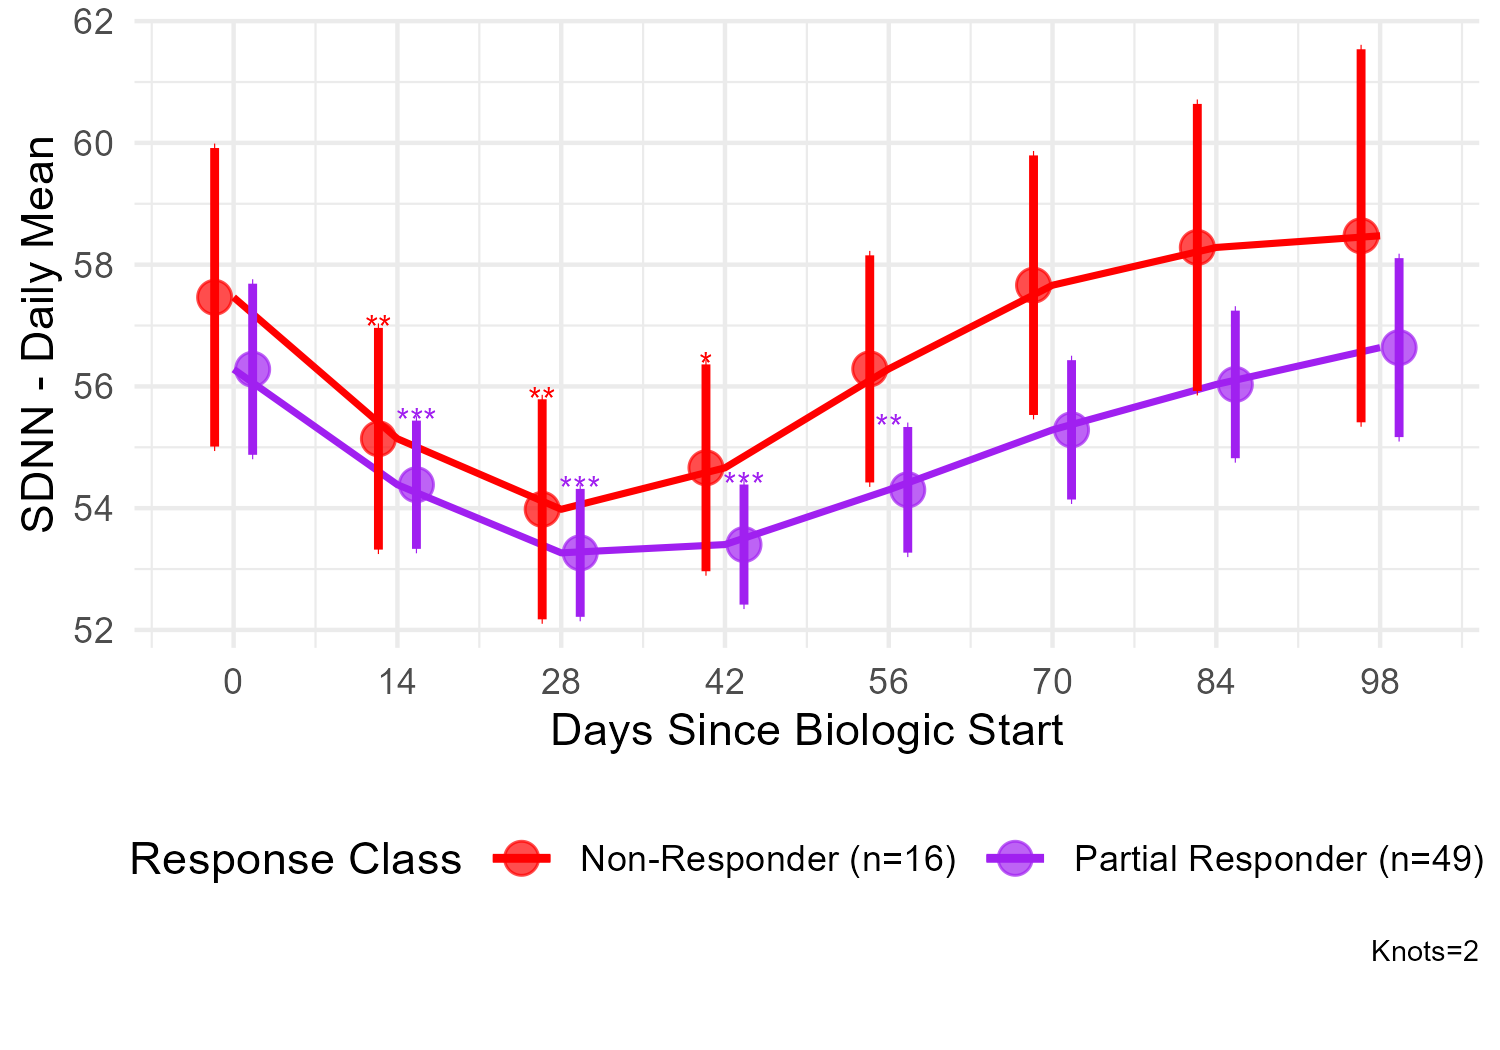 62
60
58
56
54
52
SDNN - Daily Mean
**
***
**
***
*
***
**
0 14 28 42 56 70 84 98
Days Since Biologic Start
Response Class Non-Responder (n=16) Partial Responder (n=49)
Knots=2